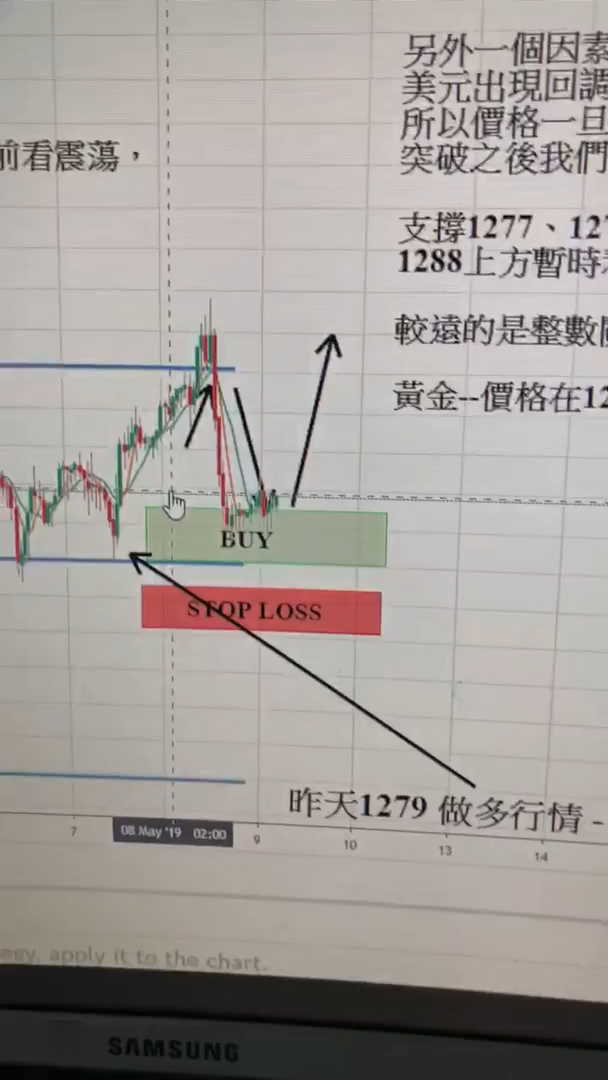 另外一個因素
美元出現回調
所以價格一旦
突破之後我們
前看震蕩，
支撐1277、127
1288上方暫時
較遠的是整數
黃金--價格在12
BUY
STOP LOSS
昨天1279 做多行情 -
7
08 May '19 02:00
9
10
13
14
egy, apply it to the chart.
SAMSUNG